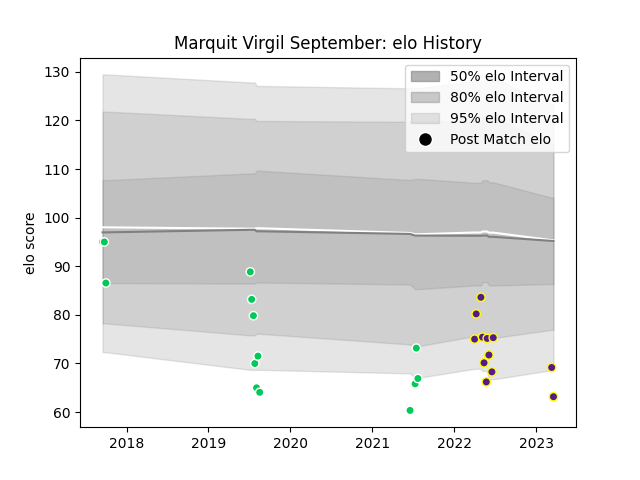 Marquit Virgil September: elo History
130
120
110
100
90
80
70
60
elo score
50% elo Interval
80% elo Interval
95% elo Interval
Post Match elo
2018
2019
2020
2021
2022
2023